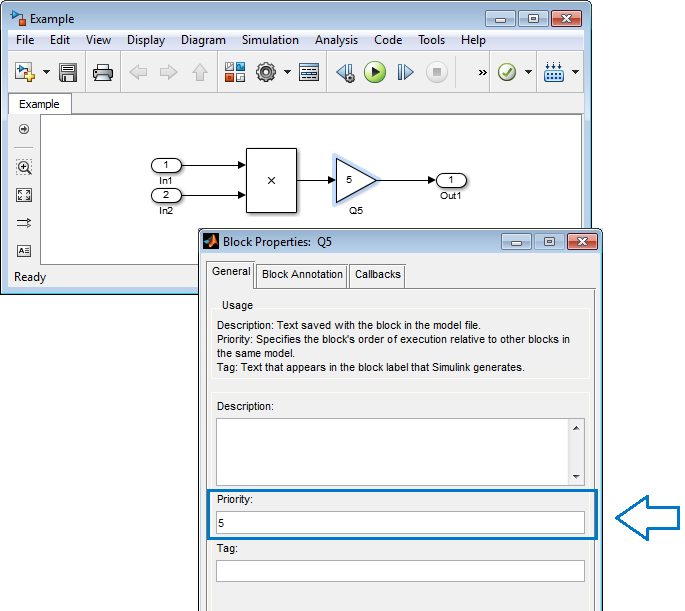 Example
File Edit View Display Diagram Simulation Analysis Code Tools Help
»
Example
1
In1
2
In2
×
5
Q5
1
Out1
Ready
Block Properties: Q5
General Block Annotation Callbacks
Usage
Description: Text saved with the block in the model file.
Priority: Specifies the block's order of execution relative to other blocks in
the same model.
Tag: Text that appears in the block label that Simulink generates.
Description:
Priority:
5
Tag: